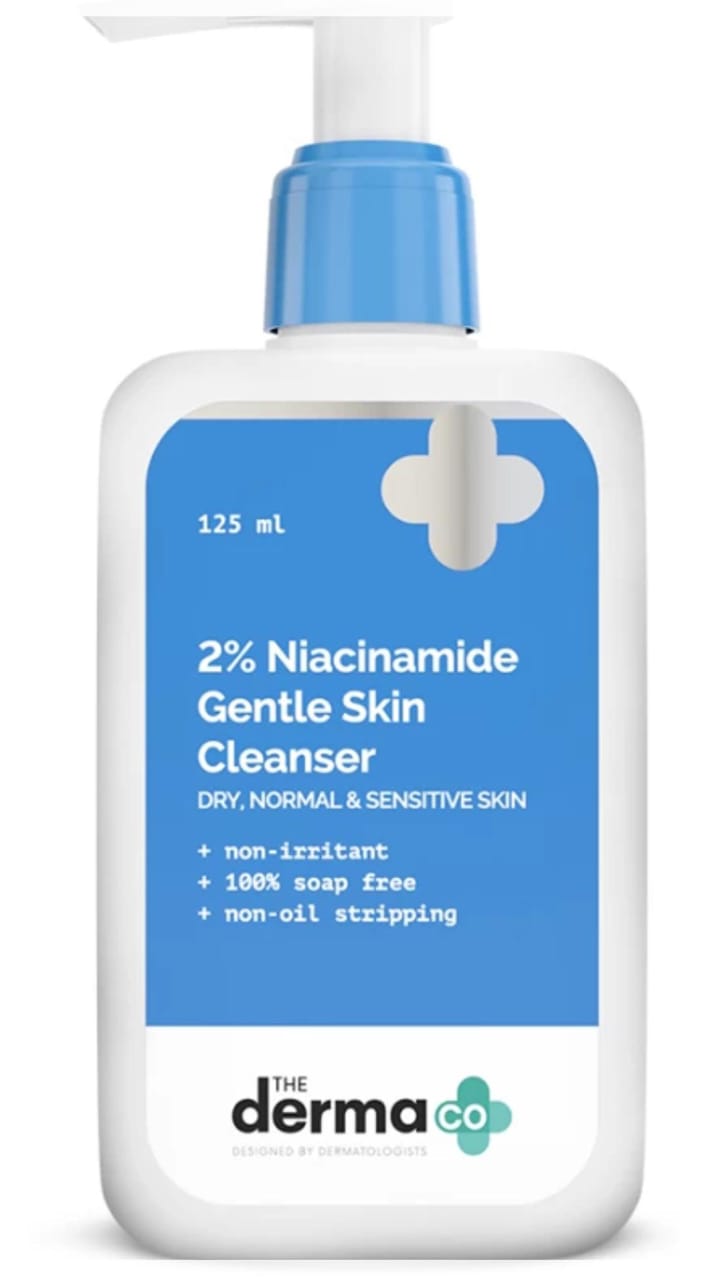 125 ml
2% Niacinamide
Gentle Skin
Cleanser
DRY, NORMAL & SENSITIVE SKIN
+ non-irritant
+ 100% soap free
+ non-oil stripping
THE
derma co
DESIGNED BY DERMATOLOGISTS